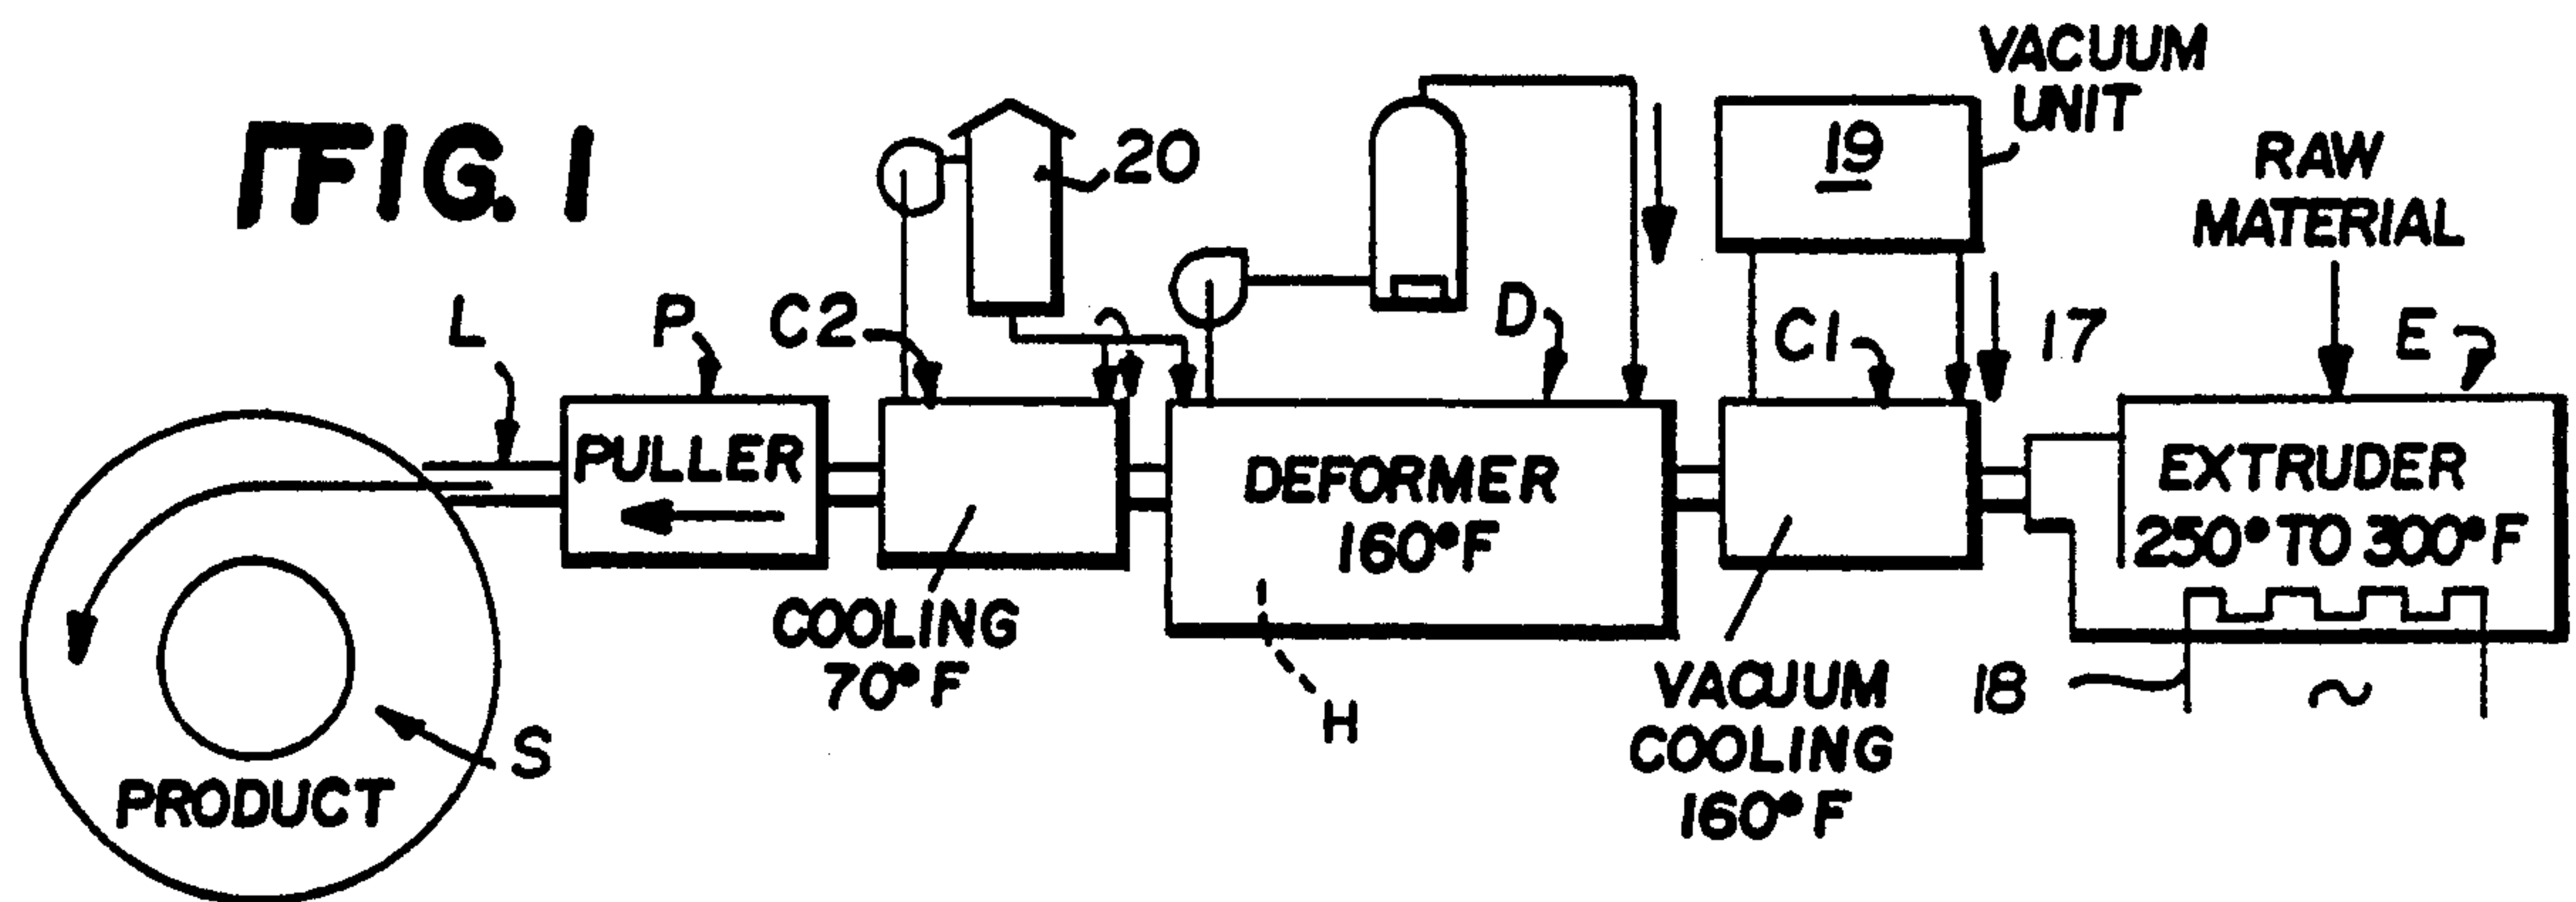 FIG. 1
VACUUM
UNIT
19
20
RAW
MATERIAL
L
P
C2
D
C1
17
E
PULLER
DEFORMER
160°F
EXTRUDER
250° TO 300°F
COOLING
70°F
H
VACUUM
COOLING
160°F
18
~
S
PRODUCT